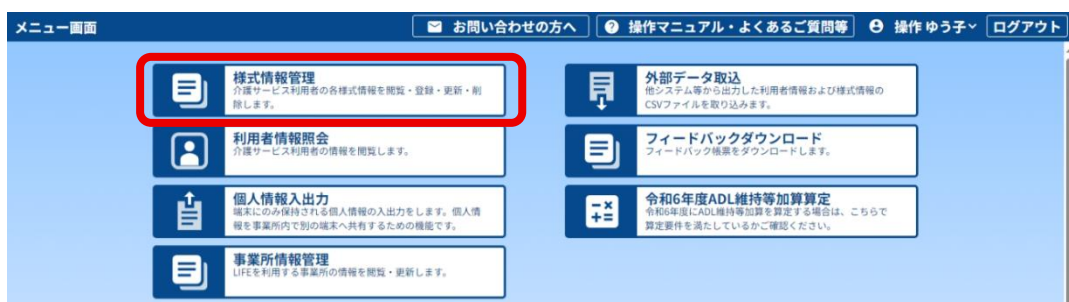 メニュー画面
お問い合わせの方へ
操作マニュアル・よくあるご質問等
操作 ゆう子
ログアウト
様式情報管理
介護サービス利用者の各様式情報を閲覧・登録・更新・削
除します。
利用者情報照会
介護サービス利用者の情報を閲覧します。
個人情報入出力
端末にのみ保持される個人情報の入出力をします。個人情
報を事業所内で別の端末へ共有するための機能です。
事業所情報管理
LIFEを利用する事業所の情報を閲覧・更新します。
外部データ取込
他システム等から出力した利用者情報および様式情報の
CSVファイルを取り込みます。
フィードバックダウンロード
フィードバック帳票をダウンロードします。
令和6年度ADL維持等加算算定
令和6年度にADL維持等加算を算定する場合は、こちらで
算定要件を満たしているかご確認ください。